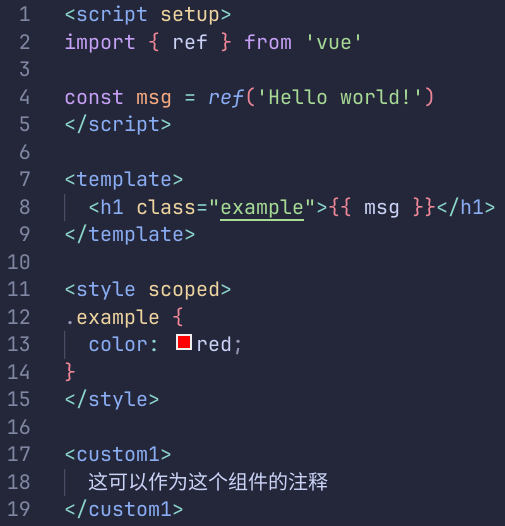 1 <script setup>
2 import { ref } from 'vue'
3
4 const msg = ref('Hello world!')
5 </script>
6
7 <template>
8   <h1 class="example">{{ msg }}</h1>
9 </template>
10
11 <style scoped>
12 .example {
13   color: red;
14 }
15 </style>
16
17 <custom1>
18   这可以作为这个组件的注释
19 </custom1>